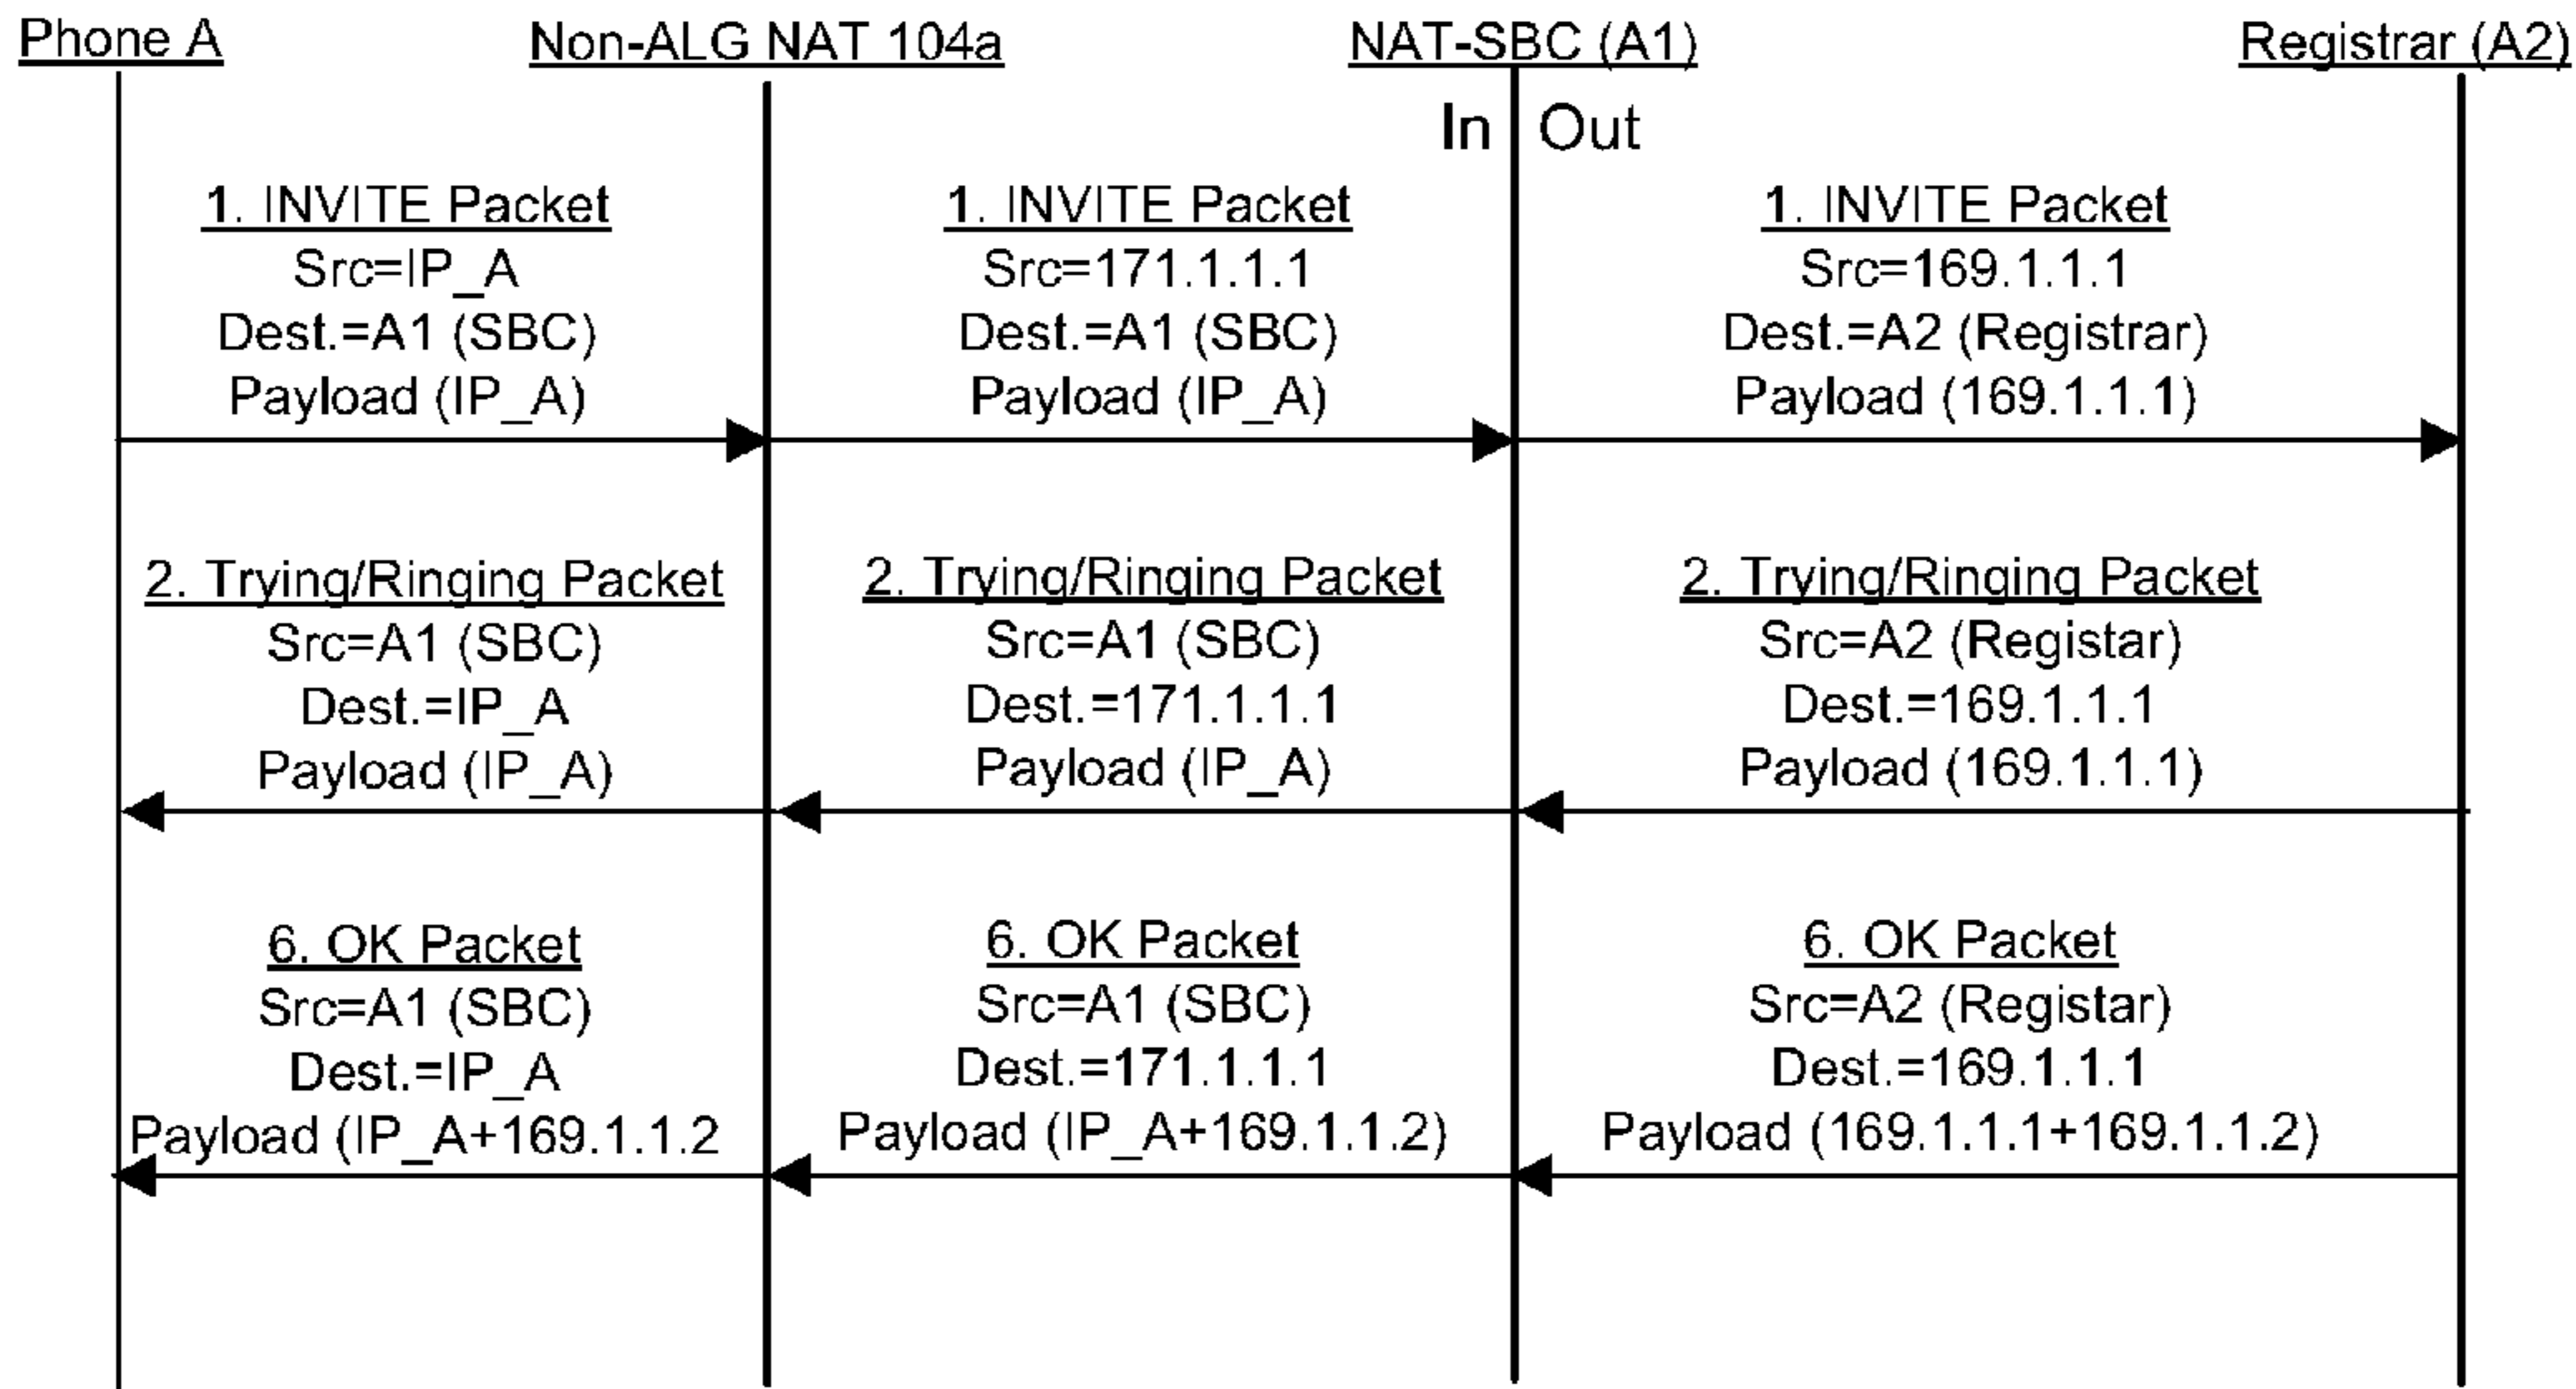 Phone A
Non-ALG NAT 104a
NAT-SBC (A1)
Registrar (A2)
In
Out
1. INVITE Packet
Src=IP_A
Dest.=A1 (SBC)
Payload (IP_A)
1. INVITE Packet
Src=171.1.1.1
Dest.=A1 (SBC)
Payload (IP_A)
1. INVITE Packet
Src=169.1.1.1
Dest.=A2 (Registrar)
Payload (169.1.1.1)
2. Trying/Ringing Packet
Src=A1 (SBC)
Dest.=IP_A
Payload (IP_A)
2. Trying/Ringing Packet
Src=A1 (SBC)
Dest.=171.1.1.1
Payload (IP_A)
2. Trying/Ringing Packet
Src=A2 (Registar)
Dest.=169.1.1.1
Payload (169.1.1.1)
6. OK Packet
Src=A1 (SBC)
Dest.=IP_A
Payload (IP_A+169.1.1.2
6. OK Packet
Src=A1 (SBC)
Dest.=171.1.1.1
Payload (IP_A+169.1.1.2)
6. OK Packet
Src=A2 (Registar)
Dest.=169.1.1.1
Payload (169.1.1.1+169.1.1.2)